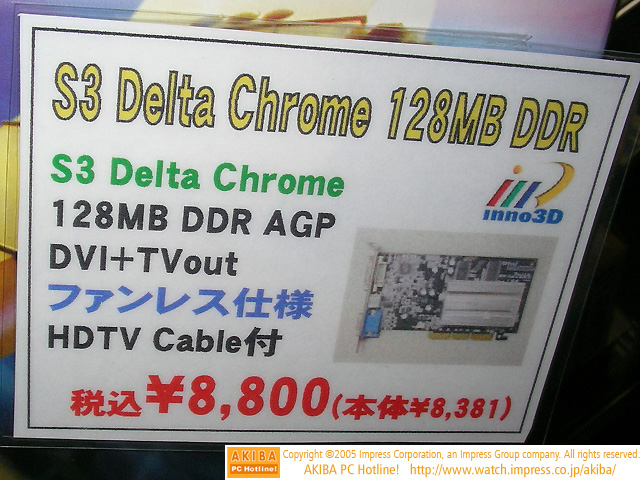 S3 Delta Chrome 128MB DDR
S3 Delta Chrome
128MB DDR AGP
DVI+TVout
ファンレス仕様
HDTV Cable付
inno3D
税込¥8,800(本体¥8,381)
AKIBA
PC Hotline!
Copyright ©2005 Impress Corporation, an Impress Group company. All rights reserved.
AKIBA PC Hotline! http://www.watch.impress.co.jp/akiba/